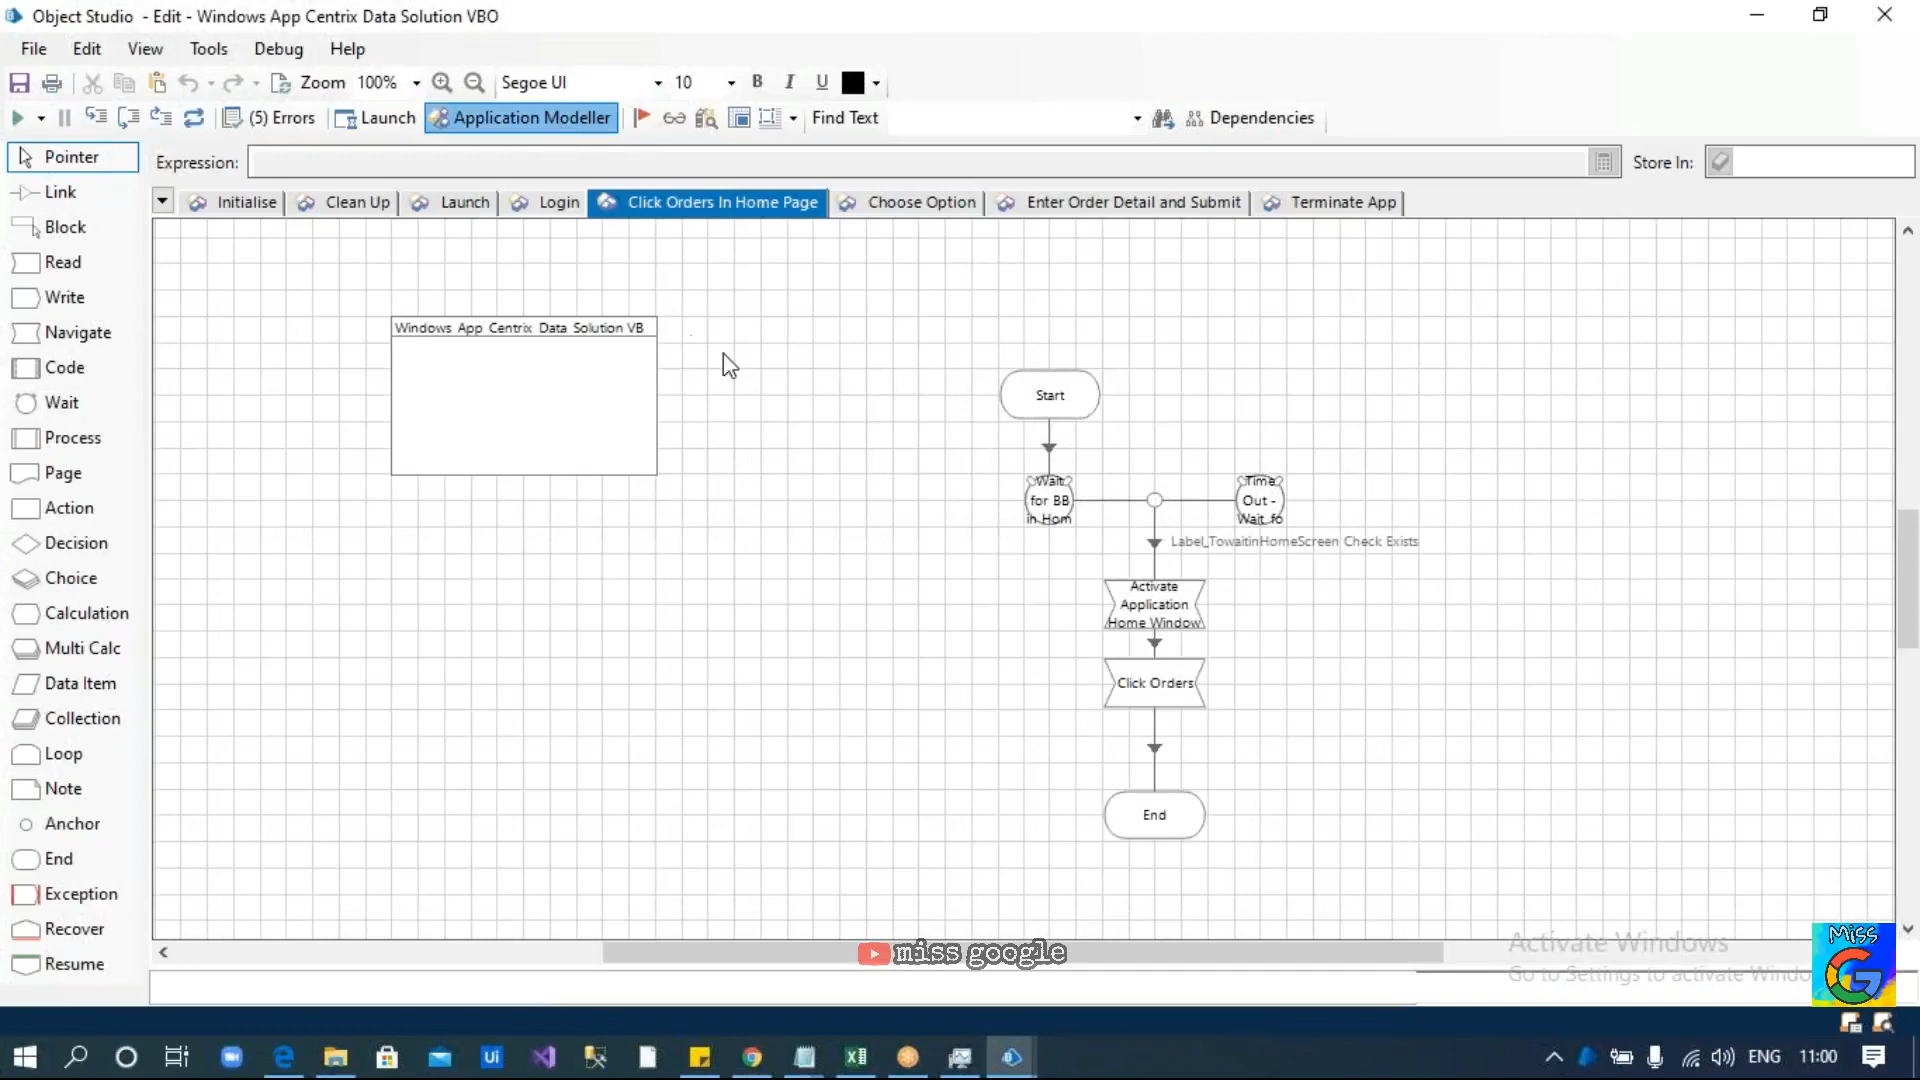 Object Studio - Edit - Windows App Centrix Data Solution VBO
File Edit View Tools Debug Help
Zoom 100% Segoe UI 10 B I U
(5) Errors Launch Application Modeller Find Text Dependencies
Pointer
Expression: Store In:
Link
Initialise Clean Up Launch Login Click Orders In Home Page Choose Option Enter Order Detail and Submit Terminate App
Block
Read
Write
Navigate
Code
Wait
Process
Page
Action
Decision
Choice
Calculation
Multi Calc
Data Item
Collection
Loop
Note
Anchor
End
Exception
Recover
Resume
Windows App Centrix Data Solution VB
Start
Wait
for BB
in Hom
Time
Out -
Wait fo
Label_TowaitinHomeScreen Check Exists
Activate
Application
Home Window
Click Orders
End
miss google
Activate Windows
Go to Settings to activate Windo
Miss
G
Ui
ENG 11:00